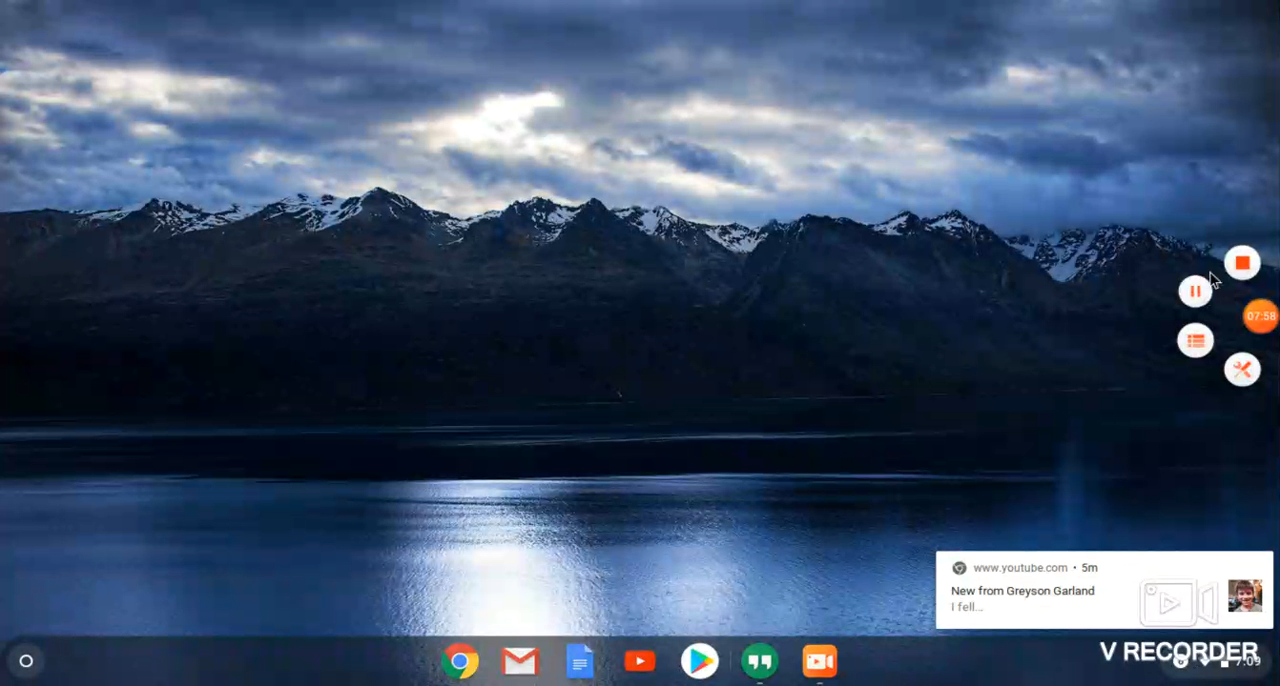 07:58
www.youtube.com • 5m
New from Greyson Garland
I fell...
V RECORDER
7:09